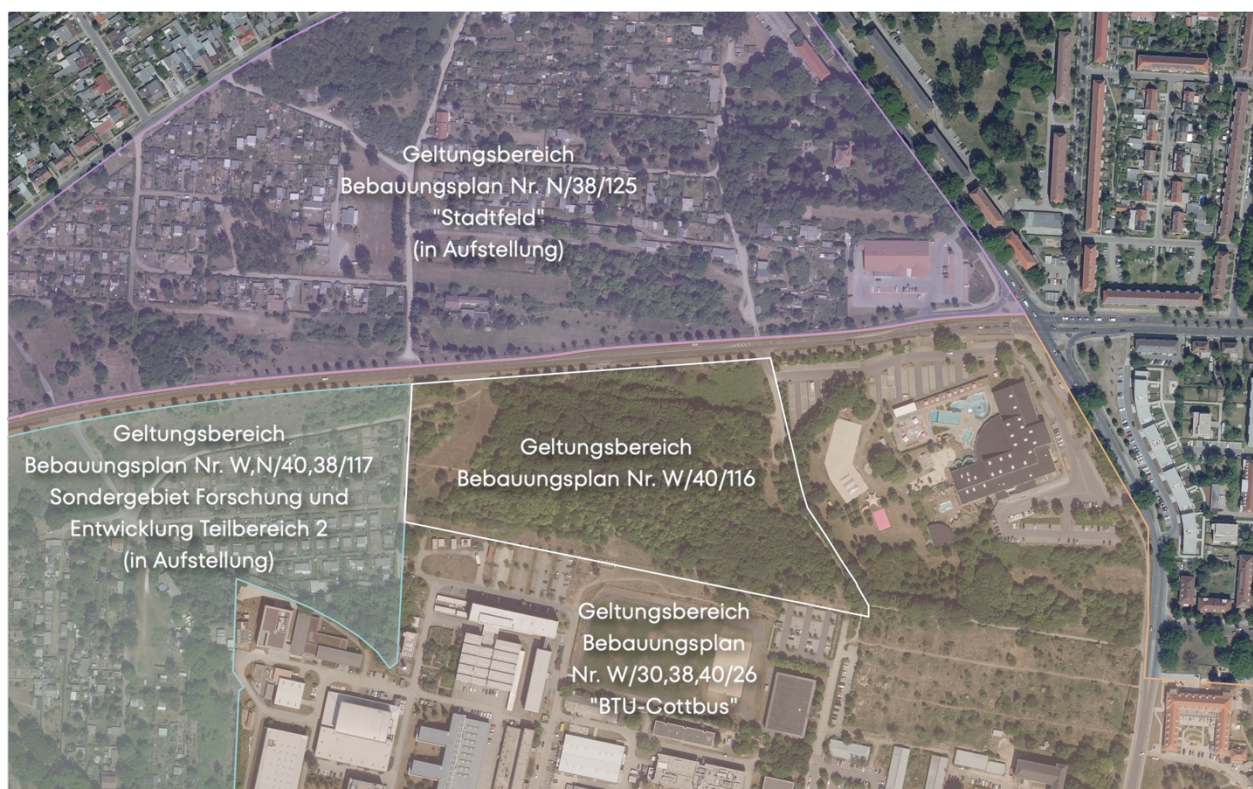 Geltungsbereich
Bebauungsplan Nr. N/38/125
"Stadtfeld"
(in Aufstellung)
Geltungsbereich
Bebauungsplan Nr. W,N/40,38/117
Sondergebiet Forschung und
Entwicklung Teilbereich 2
(in Aufstellung)
Geltungsbereich
Bebauungsplan Nr. W/40/116
Geltungsbereich
Bebauungsplan
Nr. W/30,38,40/26
"BTU-Cottbus"